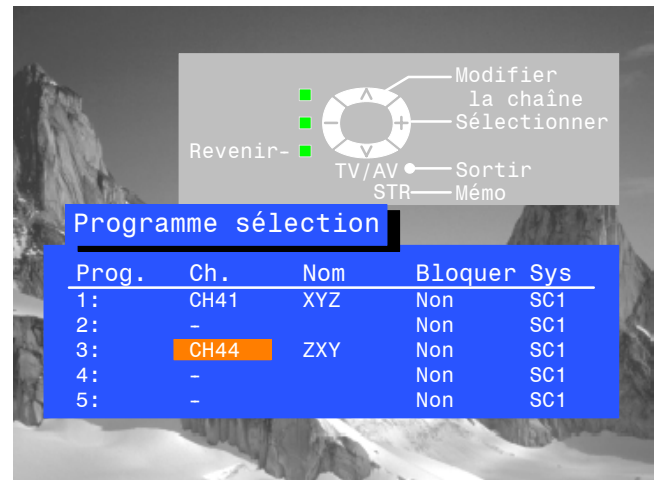 Modifier
la chaîne
Sélectionner
Revenir-
TV/AV Sortir
STR Mémo
Programme sélection
Prog. Ch. Nom Bloquer Sys
1: CH41 XYZ Non SC1
2: - Non SC1
3: CH44 ZXY Non SC1
4: - Non SC1
5: - Non SC1